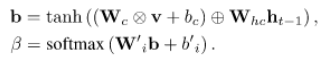 b = tanh ((W_c ⊗ v + b_c) ⊕ W_hc h_{t−1}) ,
β = softmax (W'_i b + b'_i) .